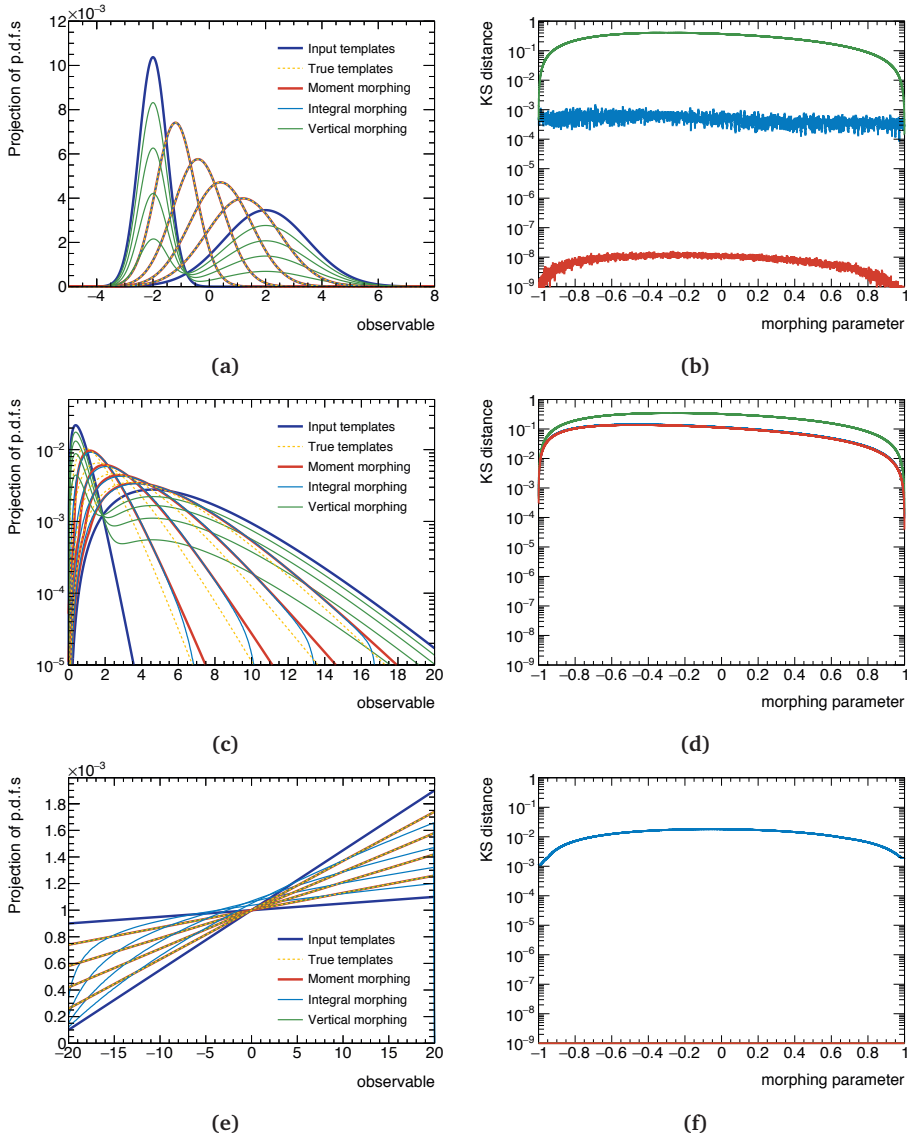 ×10⁻³
Projection of p.d.f.s
12
10
8
6
4
2
0
−4 −2 0 2 4 6 8
observable
Input templates
True templates
Moment morphing
Integral morphing
Vertical morphing
(a)
KS distance
1
10⁻¹
10⁻²
10⁻³
10⁻⁴
10⁻⁵
10⁻⁶
10⁻⁷
10⁻⁸
10⁻⁹
−1 −0.8 −0.6 −0.4 −0.2 0 0.2 0.4 0.6 0.8 1
morphing parameter
(b)
Projection of p.d.f.s
10⁻²
10⁻³
10⁻⁴
10⁻⁵
0 2 4 6 8 10 12 14 16 18 20
observable
Input templates
True templates
Moment morphing
Integral morphing
Vertical morphing
(c)
KS distance
1
10⁻¹
10⁻²
10⁻³
10⁻⁴
10⁻⁵
10⁻⁶
10⁻⁷
10⁻⁸
10⁻⁹
−1 −0.8 −0.6 −0.4 −0.2 0 0.2 0.4 0.6 0.8 1
morphing parameter
(d)
×10⁻³
Projection of p.d.f.s
1.8
1.6
1.4
1.2
1
0.8
0.6
0.4
0.2
0
−20 −15 −10 −5 0 5 10 15 20
observable
Input templates
True templates
Moment morphing
Integral morphing
Vertical morphing
(e)
KS distance
1
10⁻¹
10⁻²
10⁻³
10⁻⁴
10⁻⁵
10⁻⁶
10⁻⁷
10⁻⁸
10⁻⁹
−1 −0.8 −0.6 −0.4 −0.2 0 0.2 0.4 0.6 0.8 1
morphing parameter
(f)